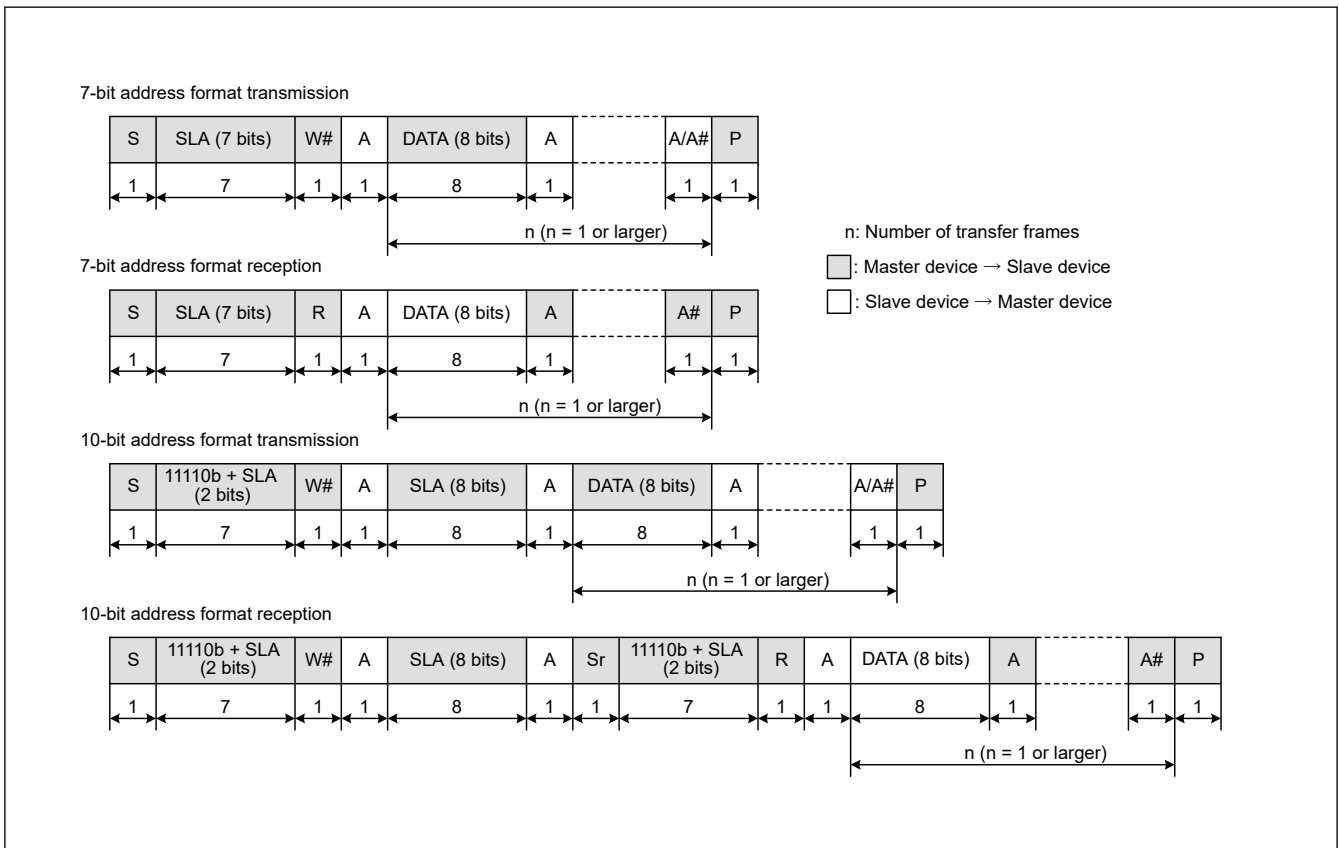 7-bit address format transmission
S SLA (7 bits) W# A DATA (8 bits) A A/A# P
1 7 1 1 8 1 1 1
n (n = 1 or larger)
n: Number of transfer frames
: Master device → Slave device
: Slave device → Master device
7-bit address format reception
S SLA (7 bits) R A DATA (8 bits) A A# P
1 7 1 1 8 1 1 1
n (n = 1 or larger)
10-bit address format transmission
S 11110b + SLA (2 bits) W# A SLA (8 bits) A DATA (8 bits) A A/A# P
1 7 1 1 8 1 8 1 1 1
n (n = 1 or larger)
10-bit address format reception
S 11110b + SLA (2 bits) W# A SLA (8 bits) A Sr 11110b + SLA (2 bits) R A DATA (8 bits) A A# P
1 7 1 1 8 1 1 7 1 1 8 1 1 1
n (n = 1 or larger)